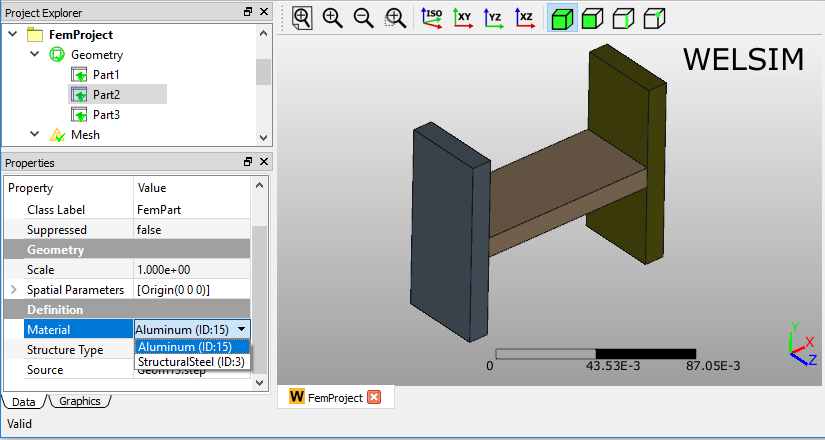 Project Explorer
FemProject
Geometry
Part1
Part2
Part3
Mesh
Properties
Property Value
Class Label FemPart
Suppressed false
Geometry
Scale 1.000e+00
Spatial Parameters [Origin(0 0 0)]
Definition
Material Aluminum (ID:15)
Aluminum (ID:15)
Structure Type
StructuralSteel (ID:3)
Source
Data Graphics
Valid
ISO XY YZ XZ
WELSIM
0 43.53E-3 87.05E-3
Y
X
Z
W FemProject